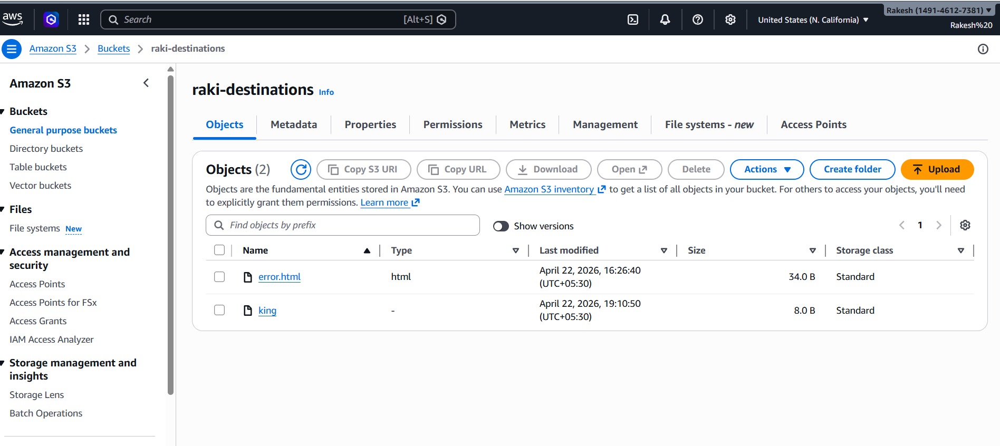 aws
Search [Alt+S]
United States (N. California)
Rakesh (1491-4612-7381)
Rakesh%20
Amazon S3 Buckets raki-destinations
Amazon S3
Buckets
General purpose buckets
Directory buckets
Table buckets
Vector buckets
Files
File systems New
Access management and
security
Access Points
Access Points for FSx
Access Grants
IAM Access Analyzer
Storage management and
insights
Storage Lens
Batch Operations
raki-destinations Info
Objects Metadata Properties Permissions Metrics Management File systems - new Access Points
Objects (2) Copy S3 URI Copy URL Download Open Delete Actions Create folder Upload
Objects are the fundamental entities stored in Amazon S3. You can use Amazon S3 inventory to get a list of all objects in your bucket. For others to access your objects, you'll need
to explicitly grant them permissions. Learn more
Find objects by prefix Show versions 1
Name Type Last modified Size Storage class
error.html html April 22, 2026, 16:26:40 (UTC+05:30) 34.0 B Standard
king - April 22, 2026, 19:10:50 (UTC+05:30) 8.0 B Standard